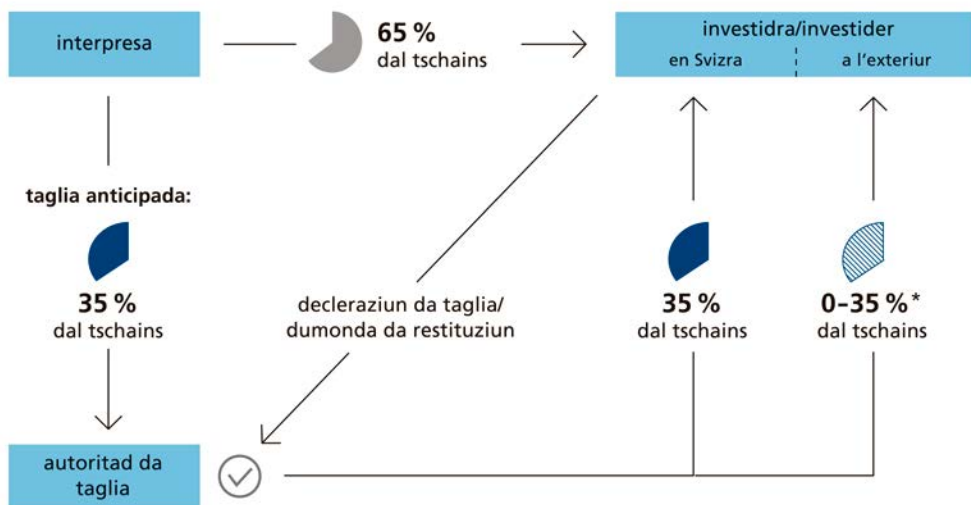 interpresa
65 %
dal tschains
investidra/investider
en Svizra
a l'exteriur
taglia anticipada:
35 %
dal tschains
decleraziun da taglia/
dumonda da restituziun
35 %
dal tschains
0–35 %*
dal tschains
autoritad da
taglia